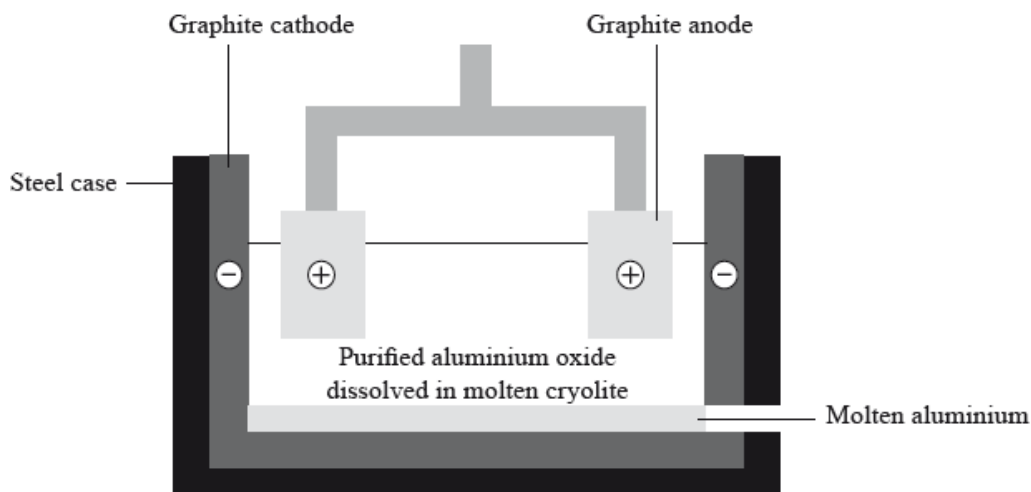 Graphite cathode
Graphite anode
Steel case
−
+
+
−
Purified aluminium oxide
dissolved in molten cryolite
Molten aluminium